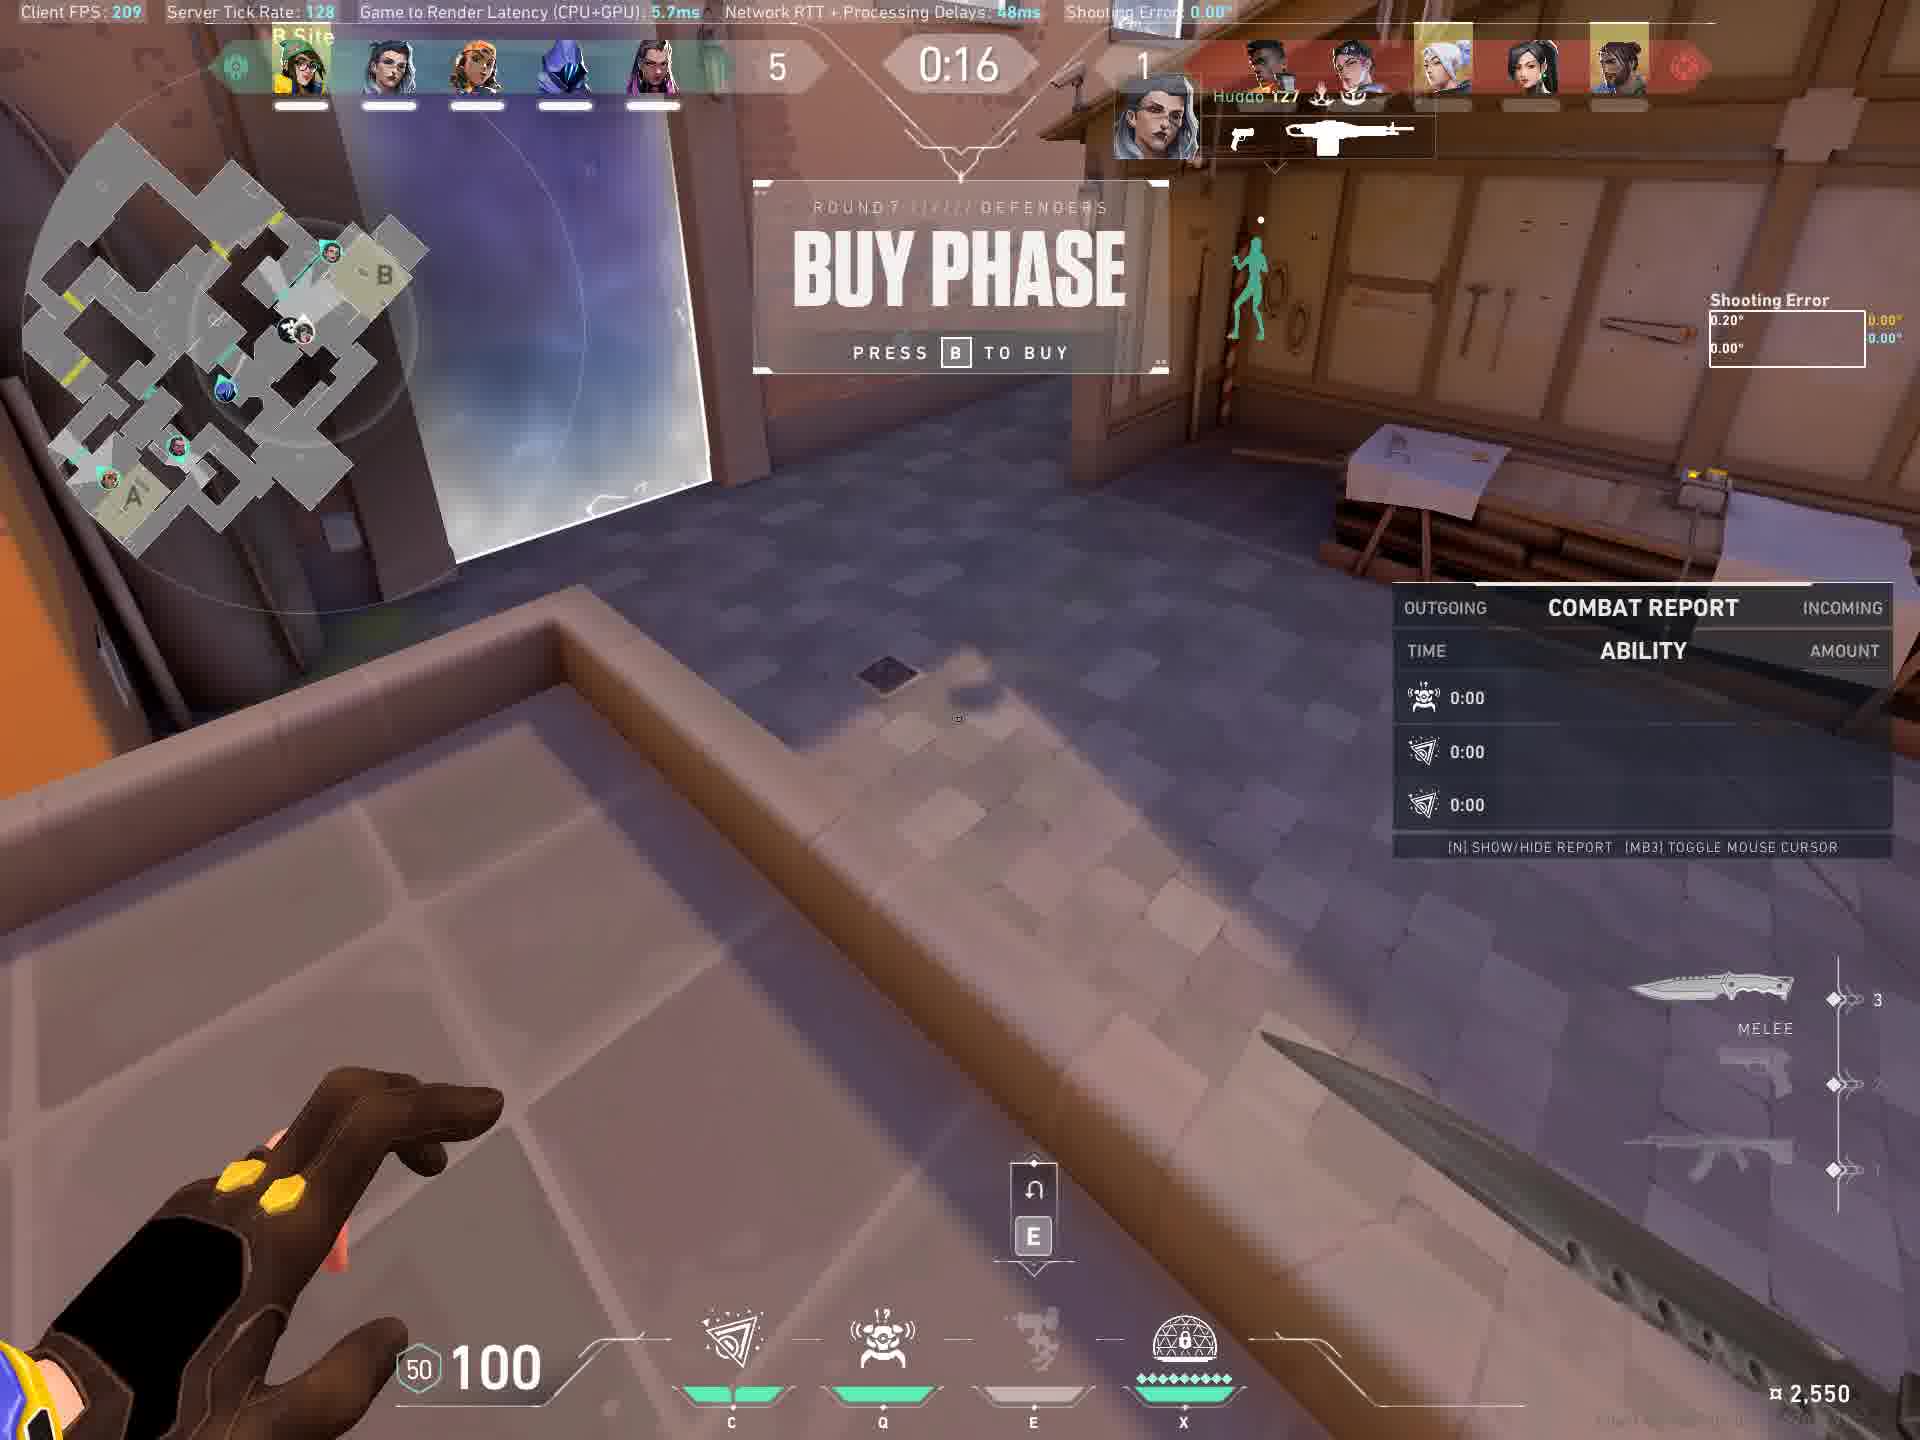 Client FPS: 209 Server Tick Rate: 128 Game to Render Latency (CPU+GPU): 5.7ms Network RTT + Processing Delays: 48ms Shooting Error: 0.00°
B Site
5
0:16
1
Huado 127
B
A
ROUND 7 ////// DEFENDERS
BUY PHASE
PRESS B TO BUY
Shooting Error
0.20° 0.00°
0.00° 0.00°
OUTGOING COMBAT REPORT INCOMING
TIME ABILITY AMOUNT
0:00
0:00
0:00
[N] SHOW/HIDE REPORT [MB3] TOGGLE MOUSE CURSOR
3
MELEE
2
1
E
50 100
C Q E X
2,550